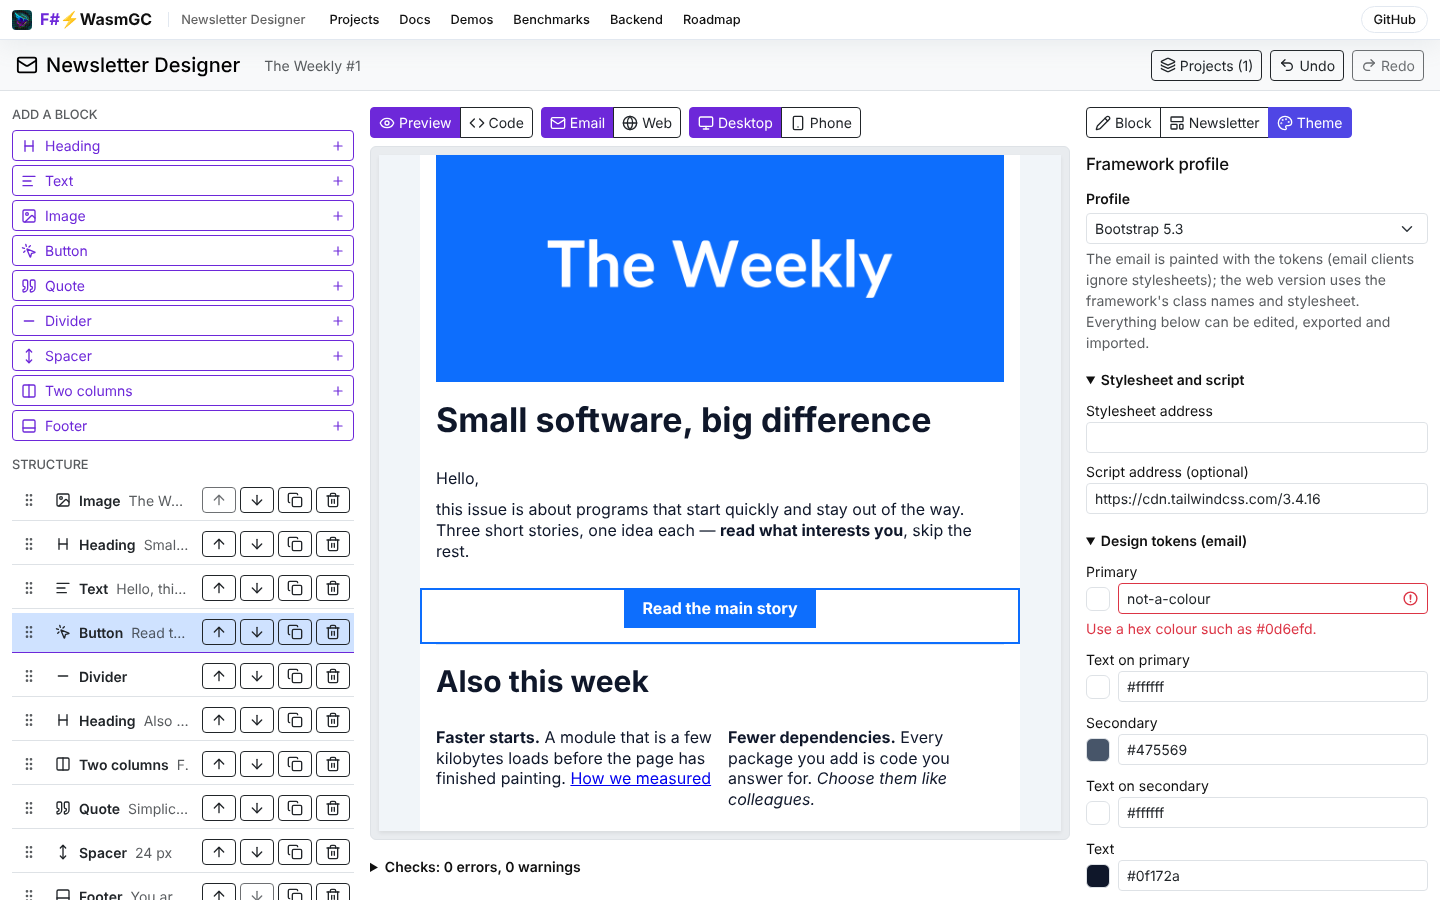 F#⚡WasmGC
Newsletter Designer
Projects
Docs
Demos
Benchmarks
Backend
Roadmap
GitHub
Newsletter Designer
The Weekly #1
Projects (1)
Undo
Redo
ADD A BLOCK
Heading
Text
Image
Button
Quote
Divider
Spacer
Two columns
Footer
STRUCTURE
Image The W...
Heading Smal...
Text Hello, thi...
Button Read t...
Divider
Heading Also ...
Two columns F.
Quote Simplic...
Spacer 24 px
Footer You ar
Preview
Code
Email
Web
Desktop
Phone
The Weekly
Small software, big difference
Hello,
this issue is about programs that start quickly and stay out of the way.
Three short stories, one idea each — read what interests you, skip the
rest.
Read the main story
Also this week
Faster starts. A module that is a few
kilobytes loads before the page has
finished painting. How we measured
Fewer dependencies. Every
package you add is code you
answer for. Choose them like
colleagues.
Checks: 0 errors, 0 warnings
Block
Newsletter
Theme
Framework profile
Profile
Bootstrap 5.3
The email is painted with the tokens (email clients
ignore stylesheets); the web version uses the
framework's class names and stylesheet.
Everything below can be edited, exported and
imported.
Stylesheet and script
Stylesheet address
Script address (optional)
https://cdn.tailwindcss.com/3.4.16
Design tokens (email)
Primary
not-a-colour
Use a hex colour such as #0d6efd.
Text on primary
#ffffff
Secondary
#475569
Text on secondary
#ffffff
Text
#0f172a